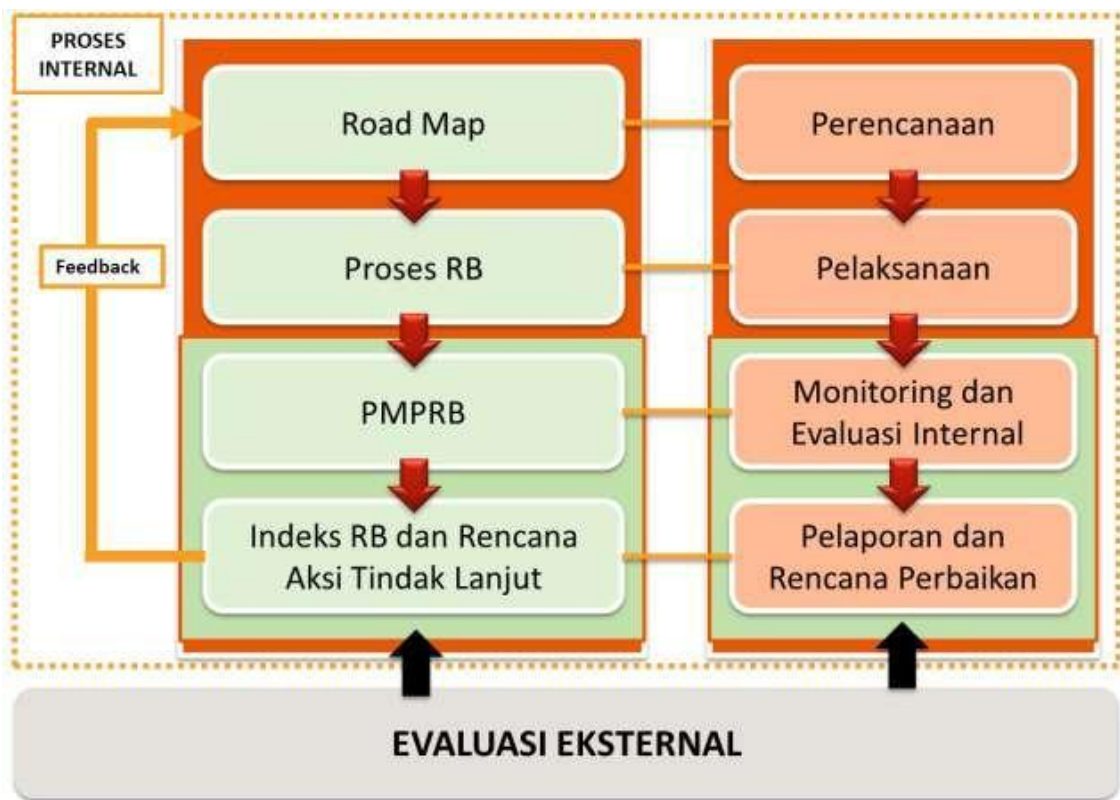 PROSES
INTERNAL
Road Map
Perencanaan
Feedback
Proses RB
Pelaksanaan
PMPRB
Monitoring dan
Evaluasi Internal
Indeks RB dan Rencana
Aksi Tindak Lanjut
Pelaporan dan
Rencana Perbaikan
EVALUASI EKSTERNAL